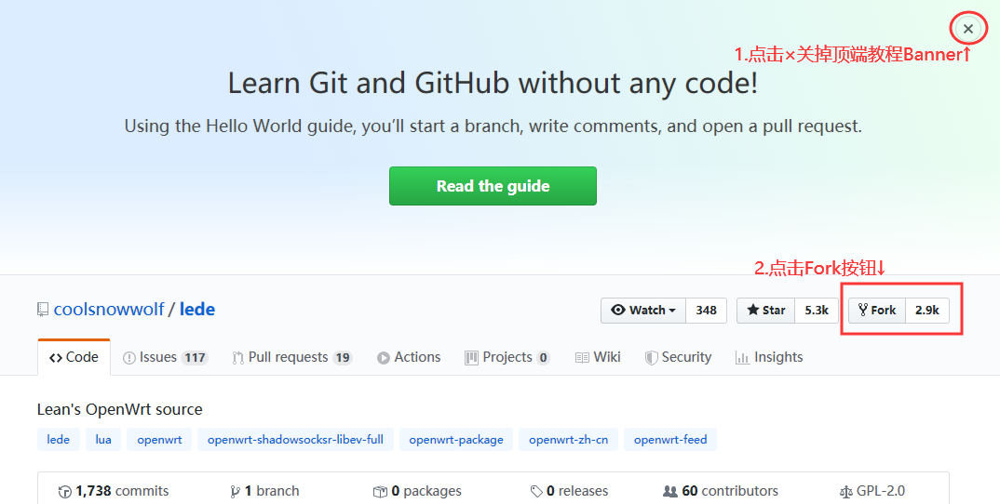 ×
1.点击×关掉顶端教程Banner↑
Learn Git and GitHub without any code!
Using the Hello World guide, you’ll start a branch, write comments, and open a pull request.
Read the guide
2.点击Fork按钮↓
coolsnowwolf / lede
Watch 348 Star 5.3k Fork 2.9k
Code Issues 117 Pull requests 19 Actions Projects 0 Wiki Security Insights
Lean's OpenWrt source
lede lua openwrt openwrt-shadowsocksr-libev-full openwrt-package openwrt-zh-cn openwrt-feed
1,738 commits 1 branch 0 packages 0 releases 60 contributors GPL-2.0